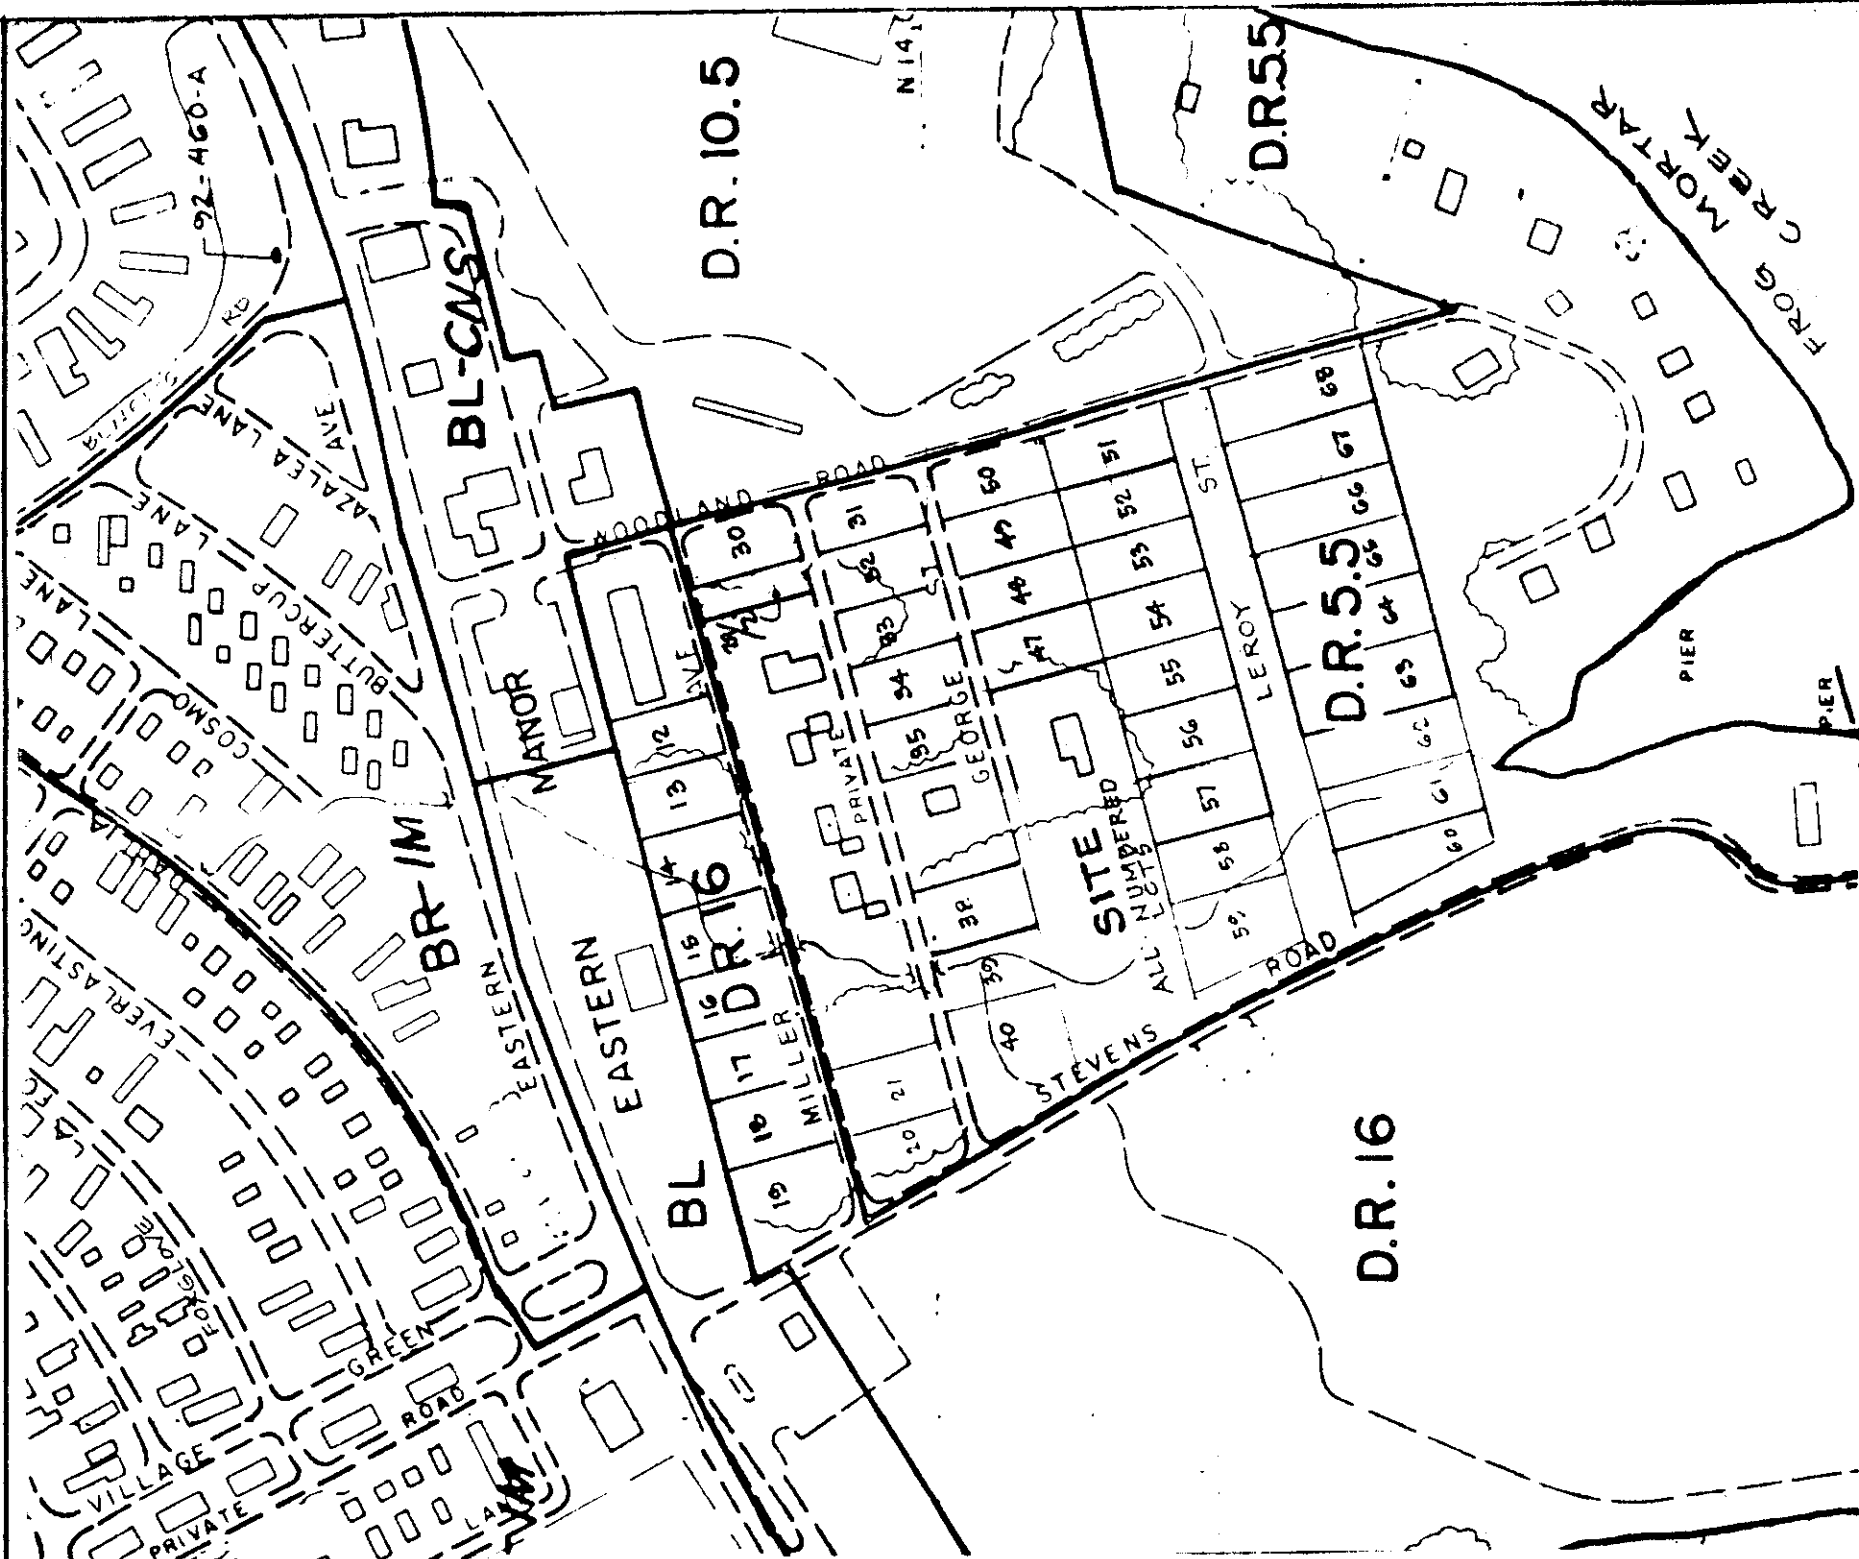 92-460-A
N 14
D.R. 10.5
D.R.5.5
FROG MORTAR
CREEK
RD
AVE
AZALEA LANE
BUTTERCUP LANE
COSMO LANE
BL-CNS
WOODLAND ROAD
MANOR
EASTERN
EASTERN
BR-1M
EVERLASTING
FOXGLOVE
VILLAGE GREEN
PRIVATE ROAD
LANE
BL
D.R. 16
MILLER AVE
12
13
14
15
16
17
18
19
30
31
32
33
34
35
38
39
40
20
21
PRIVATE
GEORGE ST
47
48
49
50
51
52
53
54
55
56
57
58
59
SITE
ALL NUMBERED LOTS
LEROY ST.
D.R. 5.5
60
61
62
63
64
65
66
67
68
STEVENS ROAD
PIER
PIER
D.R. 16